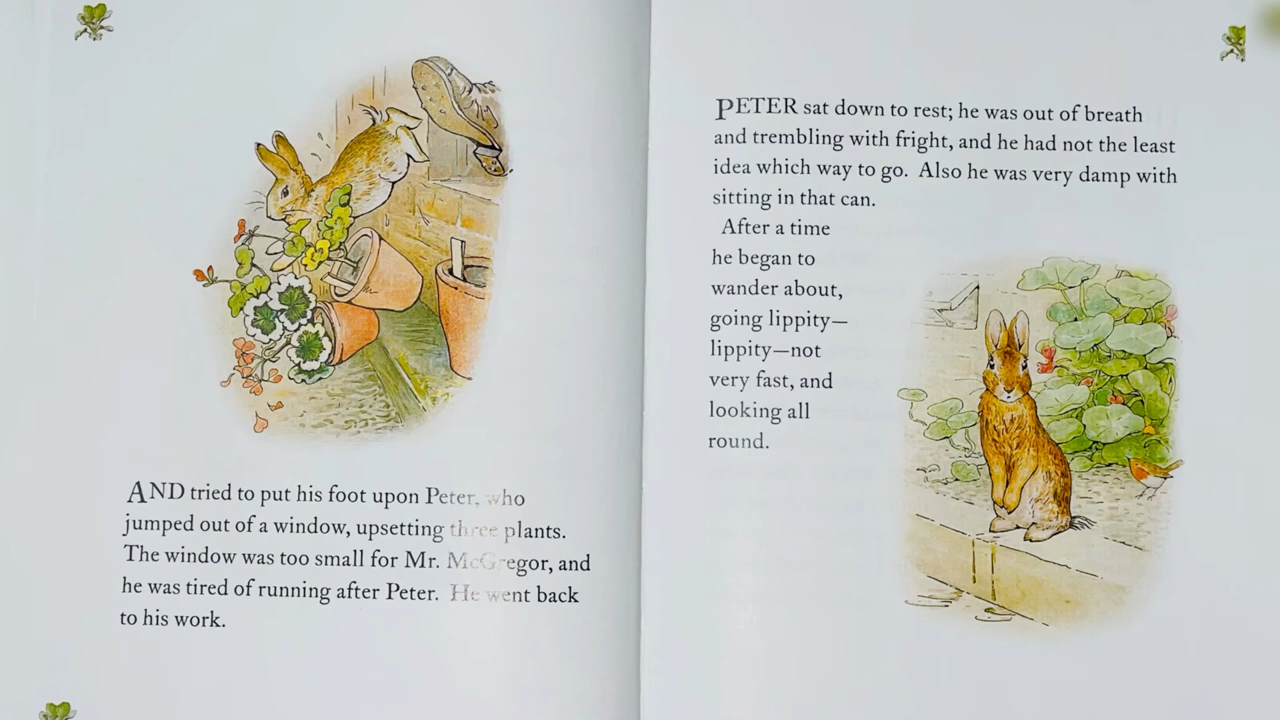 AND tried to put his foot upon Peter, who
jumped out of a window, upsetting three plants.
The window was too small for Mr. McGregor, and
he was tired of running after Peter. He went back
to his work.
PETER sat down to rest; he was out of breath
and trembling with fright, and he had not the least
idea which way to go. Also he was very damp with
sitting in that can.
After a time
he began to
wander about,
going lippity—
lippity—not
very fast, and
looking all
round.